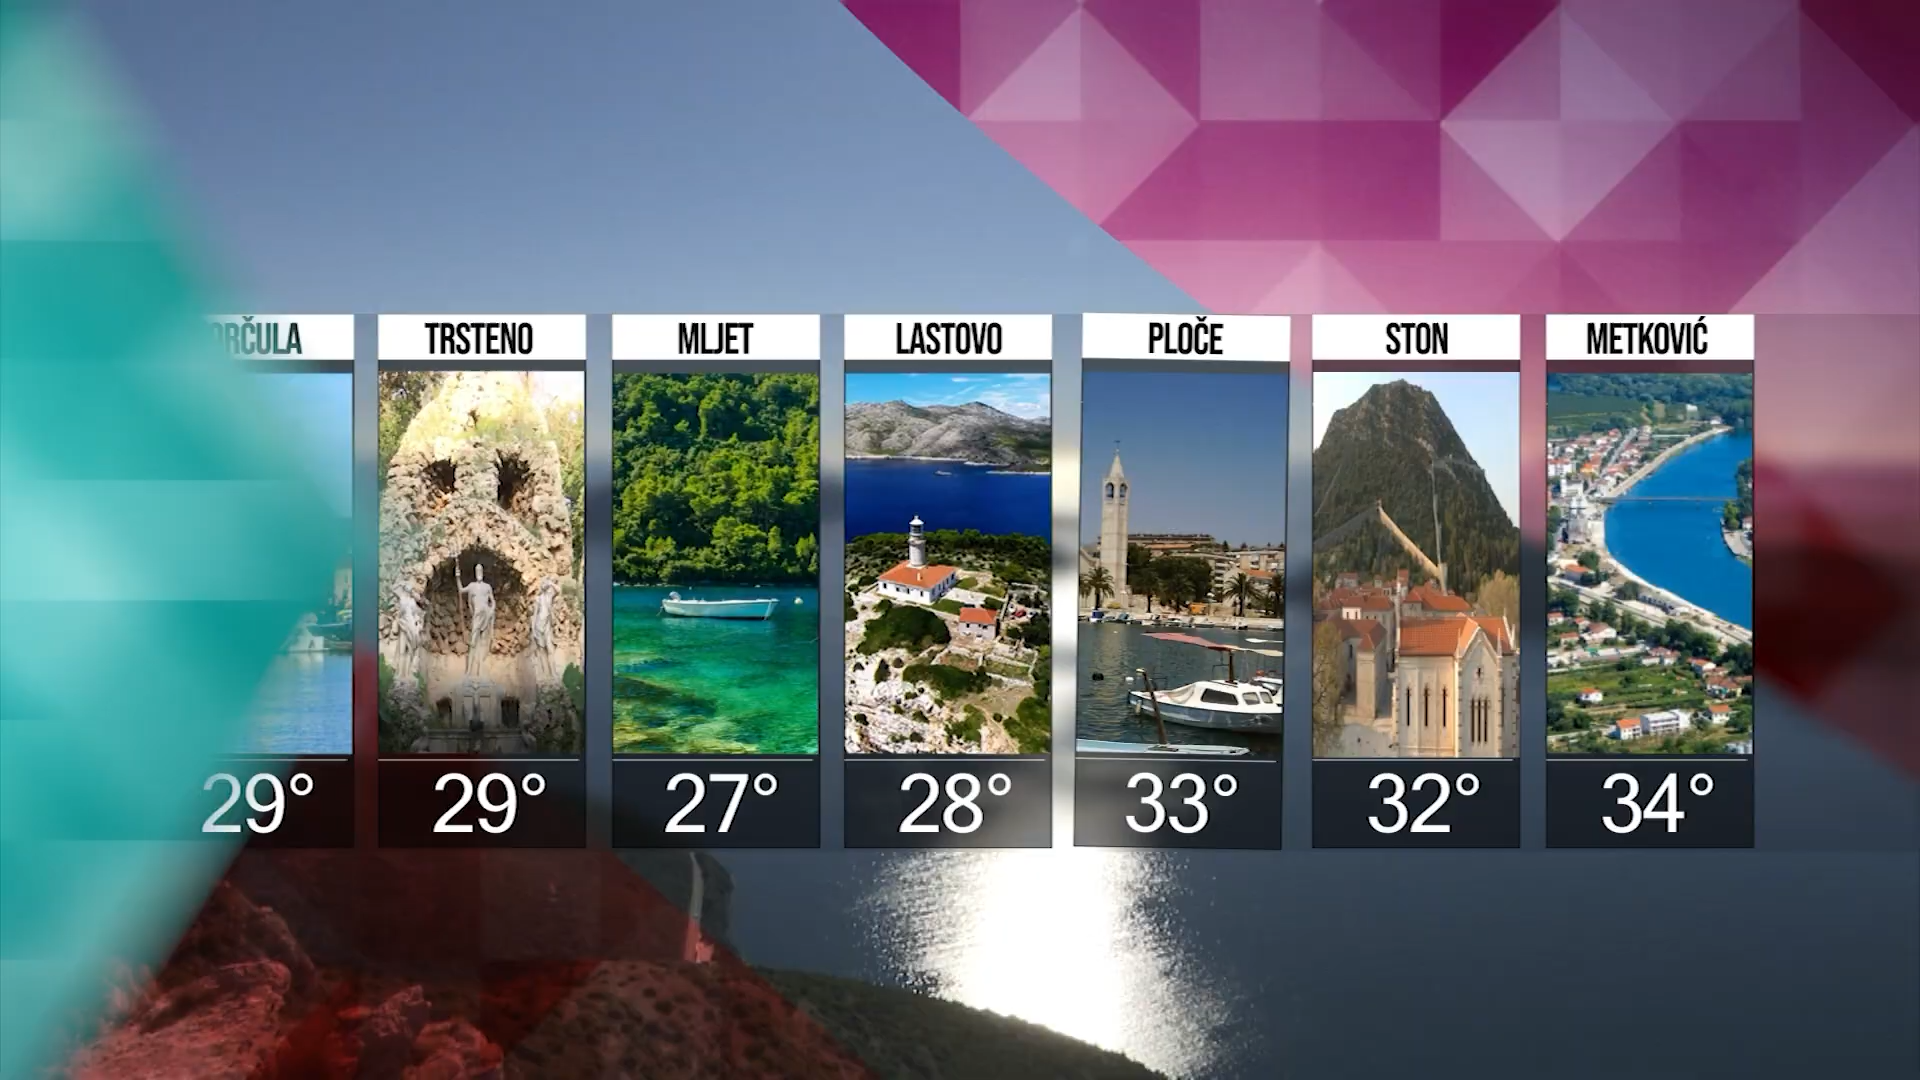 TRSTENO
MLJET
LASTOVO
PLOČE
STON
METKOVIĆ
29°
29°
27°
28°
33°
32°
34°